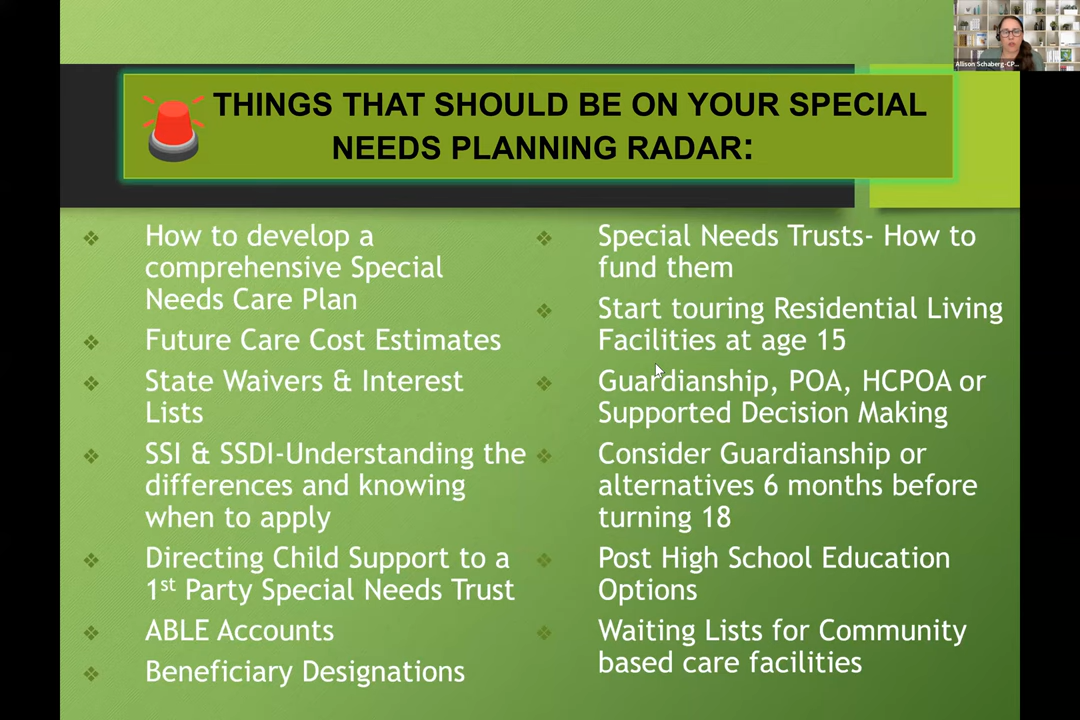 THINGS THAT SHOULD BE ON YOUR SPECIAL
NEEDS PLANNING RADAR:
How to develop a
comprehensive Special
Needs Care Plan
Future Care Cost Estimates
State Waivers & Interest
Lists
SSI & SSDI-Understanding the
differences and knowing
when to apply
Directing Child Support to a
1st Party Special Needs Trust
ABLE Accounts
Beneficiary Designations
Special Needs Trusts- How to
fund them
Start touring Residential Living
Facilities at age 15
Guardianship, POA, HCPOA or
Supported Decision Making
Consider Guardianship or
alternatives 6 months before
turning 18
Post High School Education
Options
Waiting Lists for Community
based care facilities
Allison Schaberg-CP...